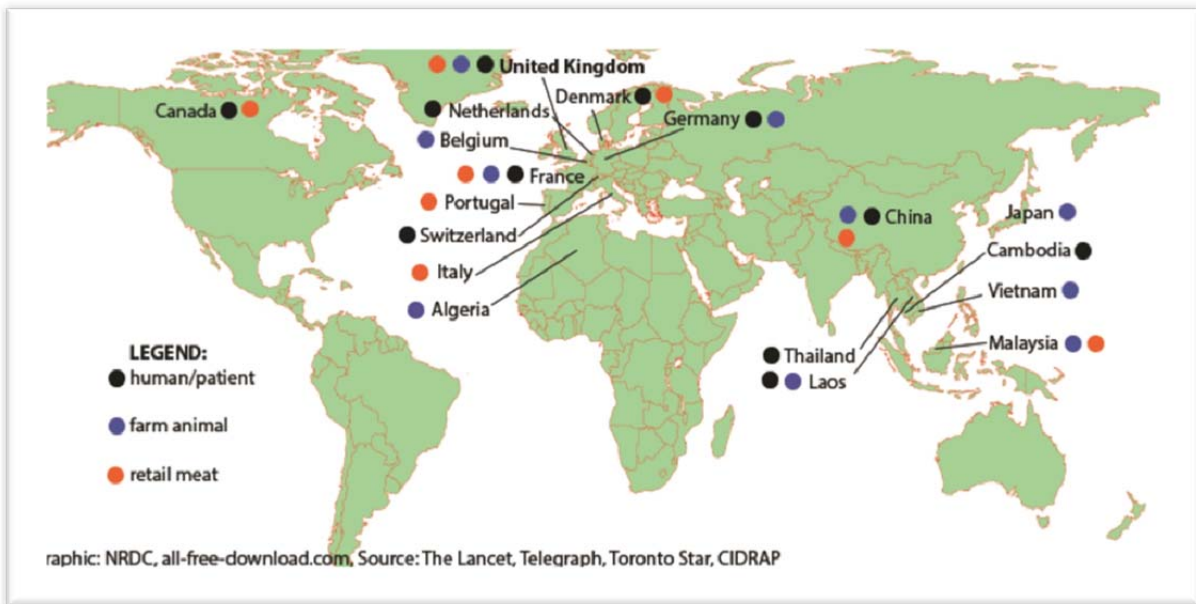 United Kingdom
Denmark
Canada
Netherlands
Germany
Belgium
France
Portugal
China
Japan
Switzerland
Cambodia
Italy
Vietnam
Algeria
Malaysia
LEGEND:
Thailand
human/patient
Laos
farm animal
retail meat
raphic: NRDC, all-free-download.com, Source: The Lancet, Telegraph, Toronto Star, CIDRAP